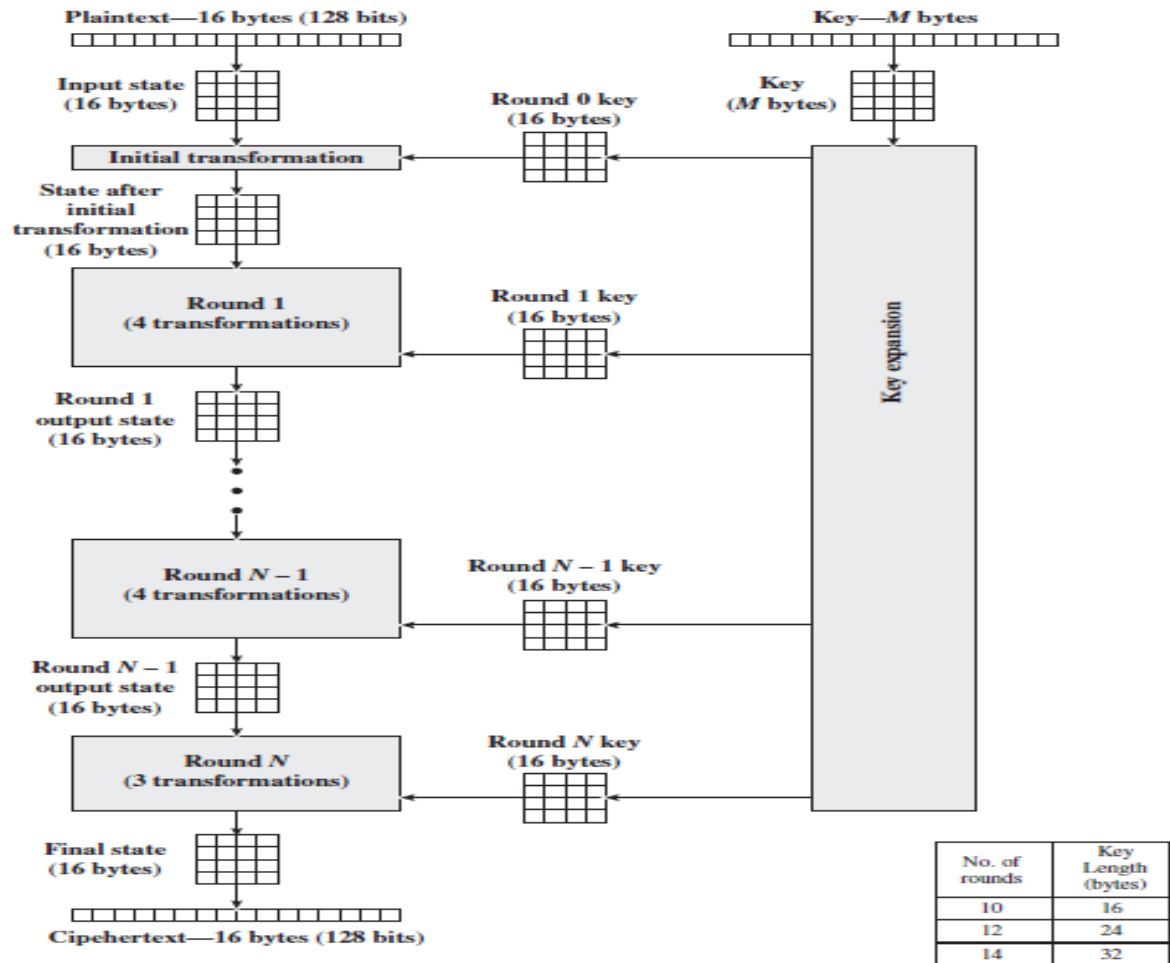 Plaintext—16 bytes (128 bits)
Key—M bytes
Input state
(16 bytes)
Key
(M bytes)
Round 0 key
(16 bytes)
Initial transformation
State after
initial
transformation
(16 bytes)
Round 1
(4 transformations)
Round 1 key
(16 bytes)
Key expansion
Round 1
output state
(16 bytes)
Round N – 1
(4 transformations)
Round N – 1 key
(16 bytes)
Round N – 1
output state
(16 bytes)
Round N
(3 transformations)
Round N key
(16 bytes)
Final state
(16 bytes)
Cipehertext—16 bytes (128 bits)
No. of
rounds
Key
Length
(bytes)
10 16
12 24
14 32